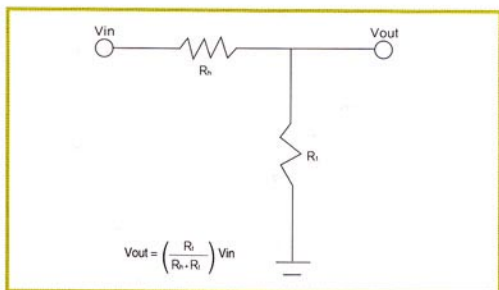 Vin
Vout
Rₕ
Rₗ
Vout = (Rₗ / Rₕ + Rₗ) Vin